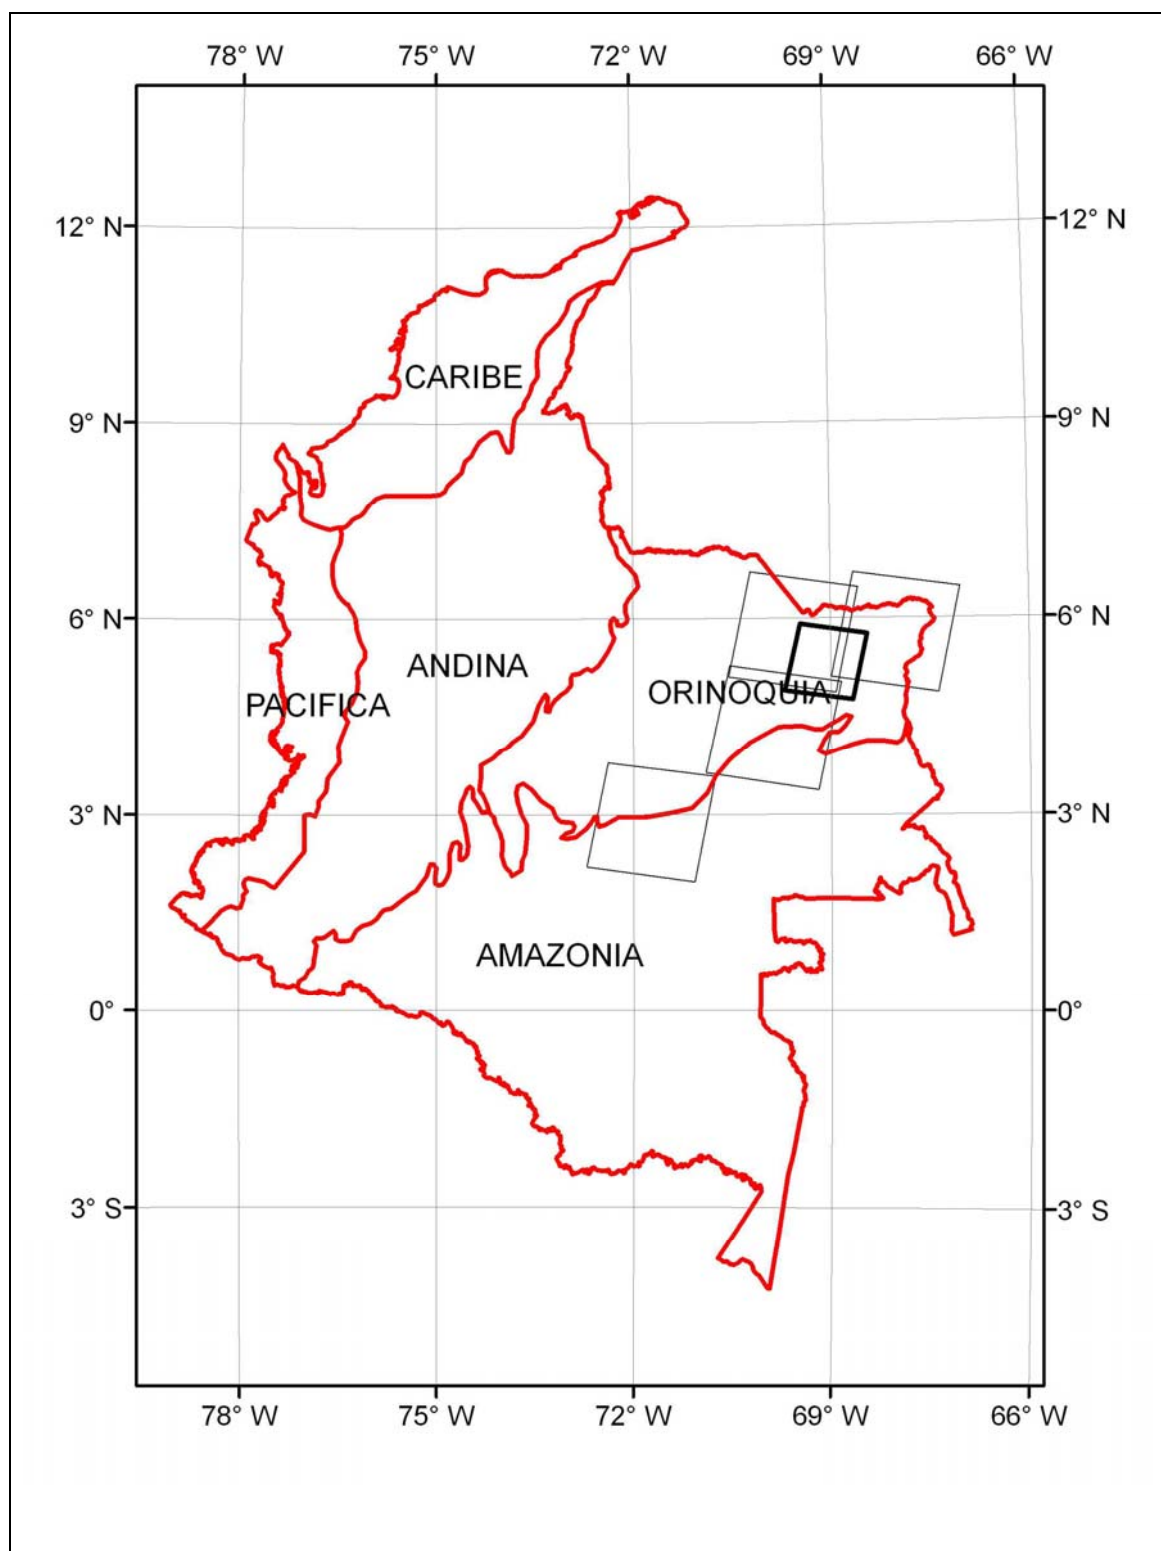 78° W 75° W 72° W 69° W 66° W
12° N 12° N
CARIBE
9° N 9° N
6° N 6° N
ANDINA
ORINOQUIA
PACIFICA
3° N 3° N
AMAZONIA
0° 0°
3° S 3° S
78° W 75° W 72° W 69° W 66° W